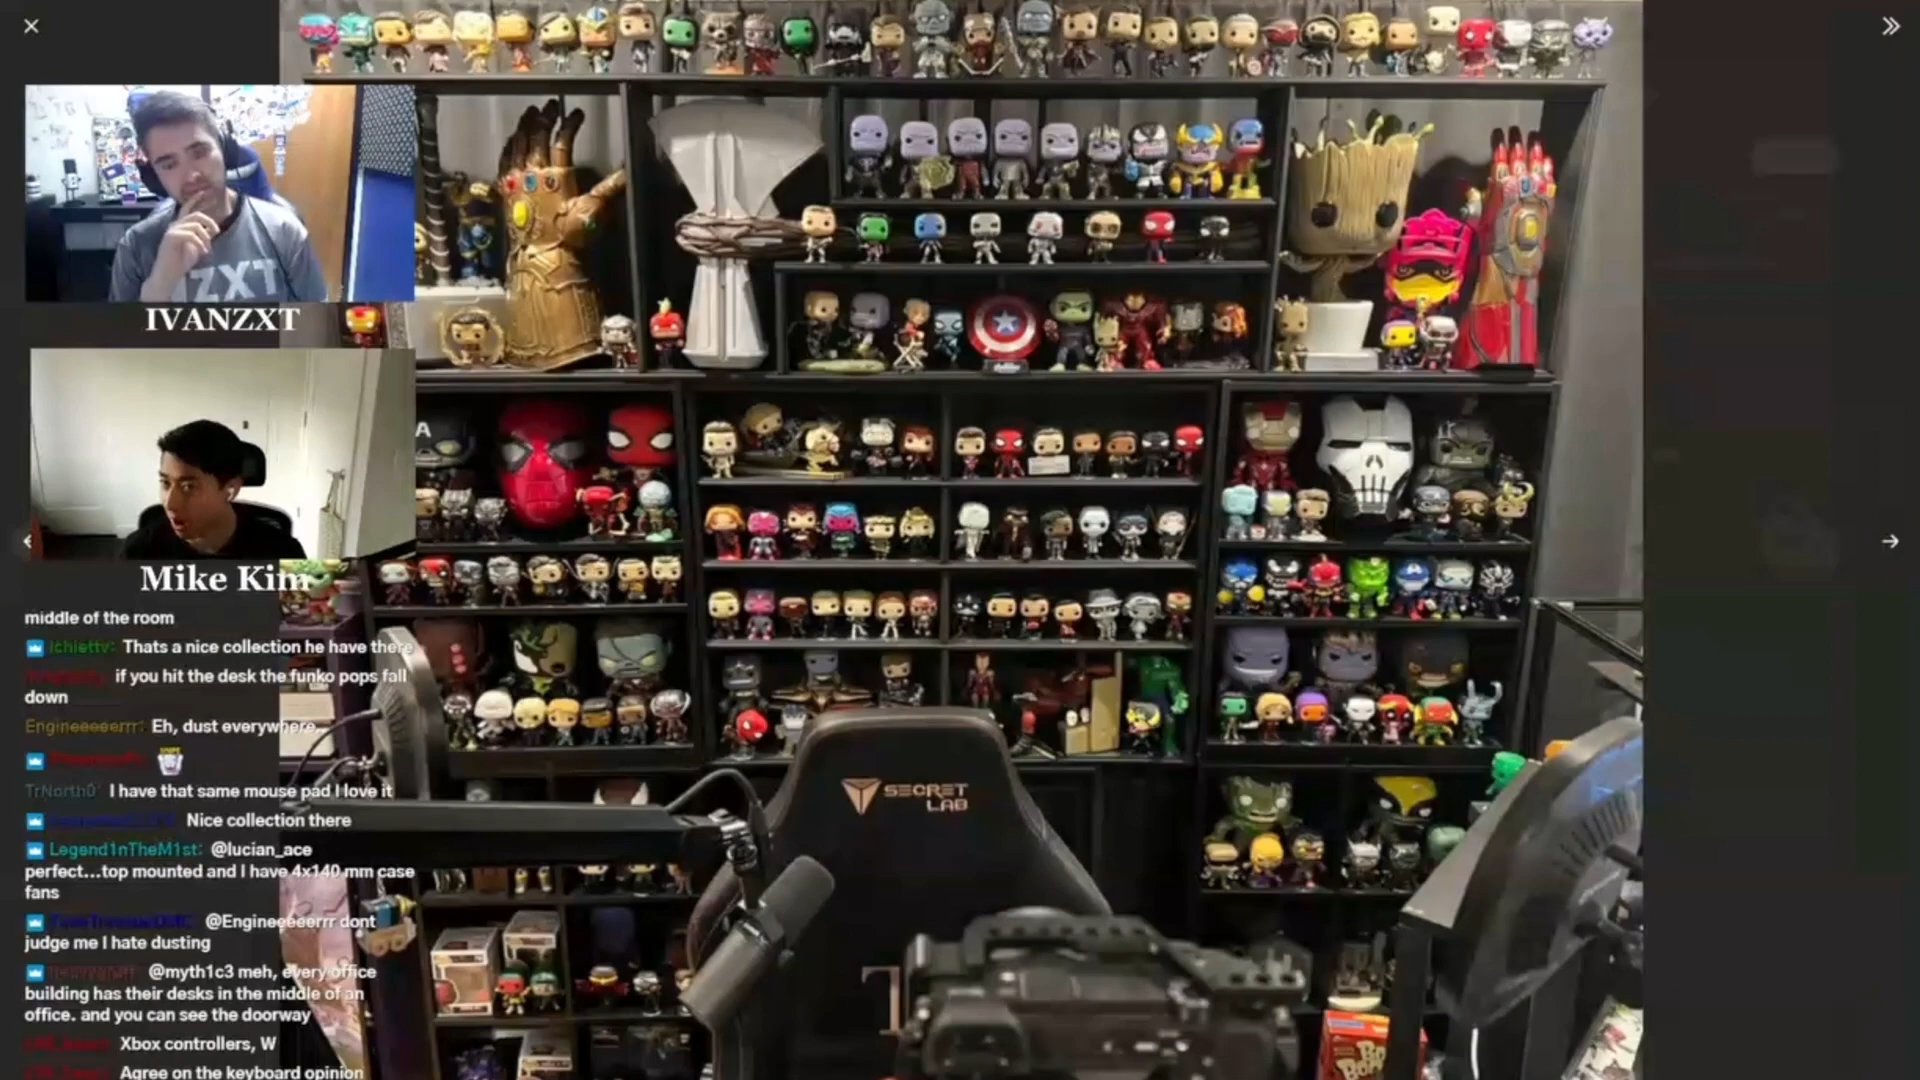 NZXT
IVANZXT
Mike Kim
A
middle of the room
Ichietty: Thats a nice collection he have there
if you hit the desk the funko pops fall
down
Engineeeeerrr: Eh, dust everywhere
TrNorth0: I have that same mouse pad I love it
Nice collection there
Legend1nTheM1st: @lucian_ace
perfect...top mounted and I have 4x140 mm case
fans
@Engineeeeerrr dont
judge me I hate dusting
@myth1c3 meh, every office
building has their desks in the middle of an
office. and you can see the doorway
Xbox controllers, W
Agree on the keyboard opinion
SECRET
LAB
T